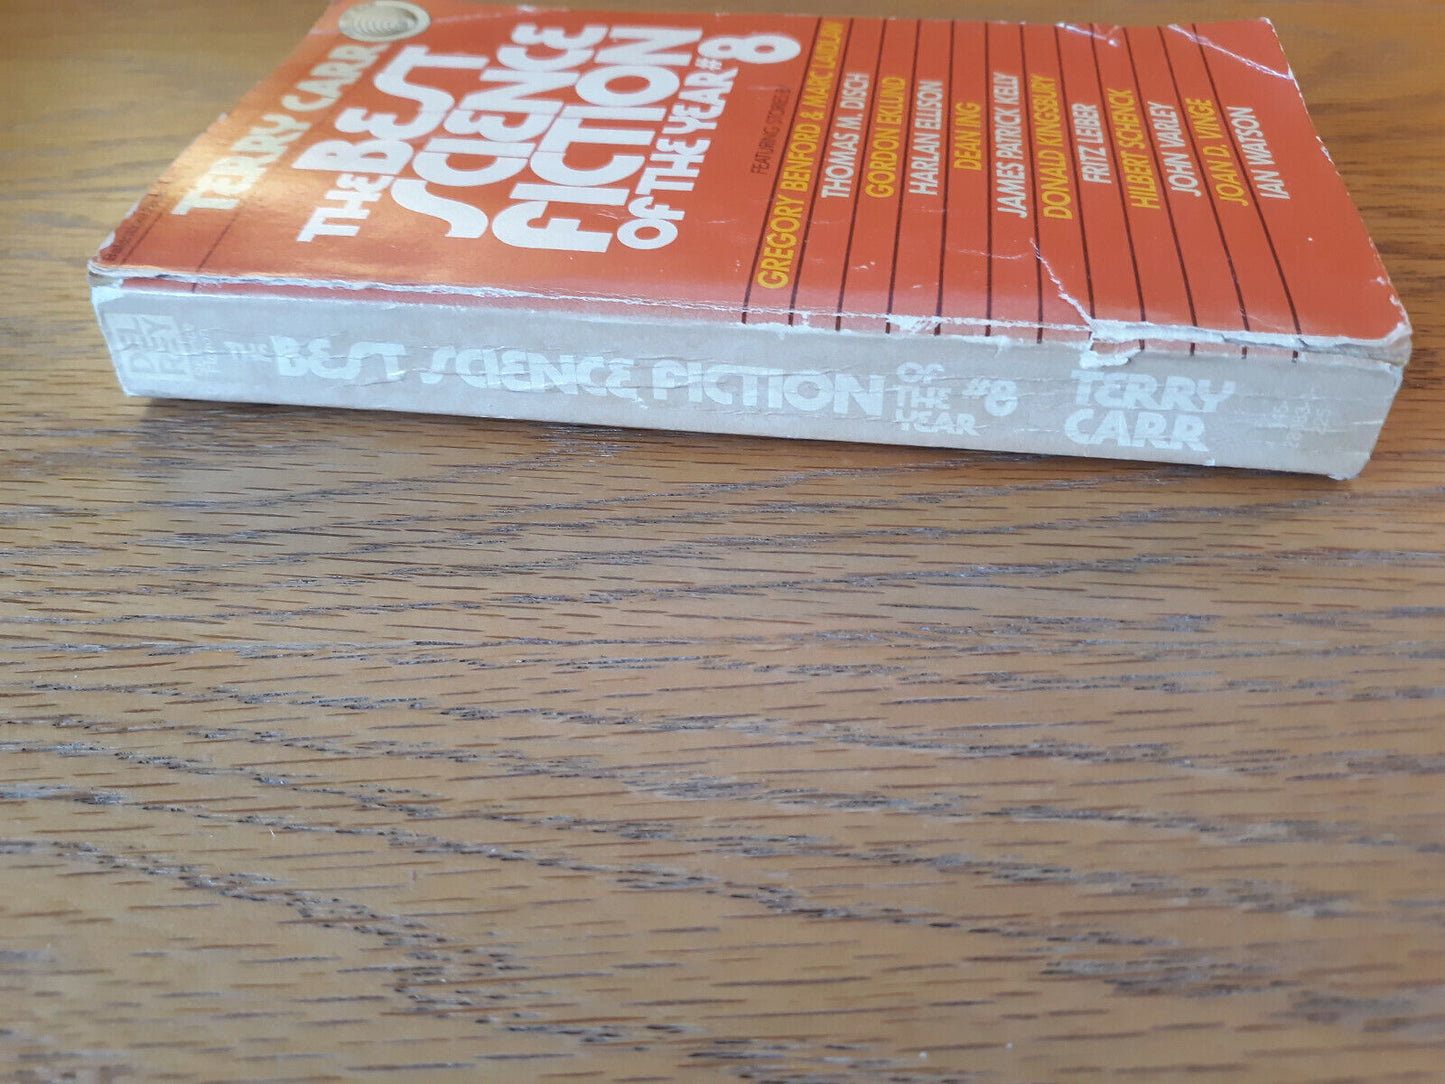 TERRY CARR
THE BEST
SCIENCE
FICTION
OF THE YEAR #8
FEATURING STORIES BY
GREGORY BENFORD & MARC LAIDLAW
THOMAS M. DISCH
GORDON EKLUND
HARLAN ELLISON
DEAN ING
JAMES PATRICK KELLY
DONALD KINGSBURY
FRITZ LEIBER
HILBERT SCHENCK
JOHN VARLEY
JOAN D. VINGE
IAN WATSON
DEL
REY
THE BEST SCIENCE FICTION
OF
THE
YEAR
#8
TERRY
CARR